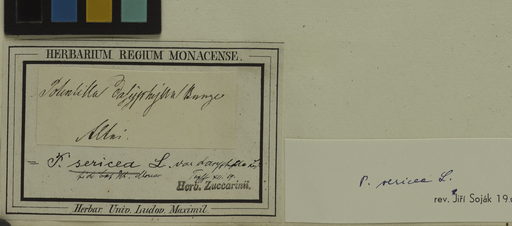 HERBARIUM REGIUM MONACENSE.
Potentilla dasyphylla Bunge
Altai.
= P. sericea L. var. dasyphylla
Herb. Zuccarinii.
Herbar. Univ. Ludov. Maximil.
P. sericea L.
rev. Jiří Soják 19